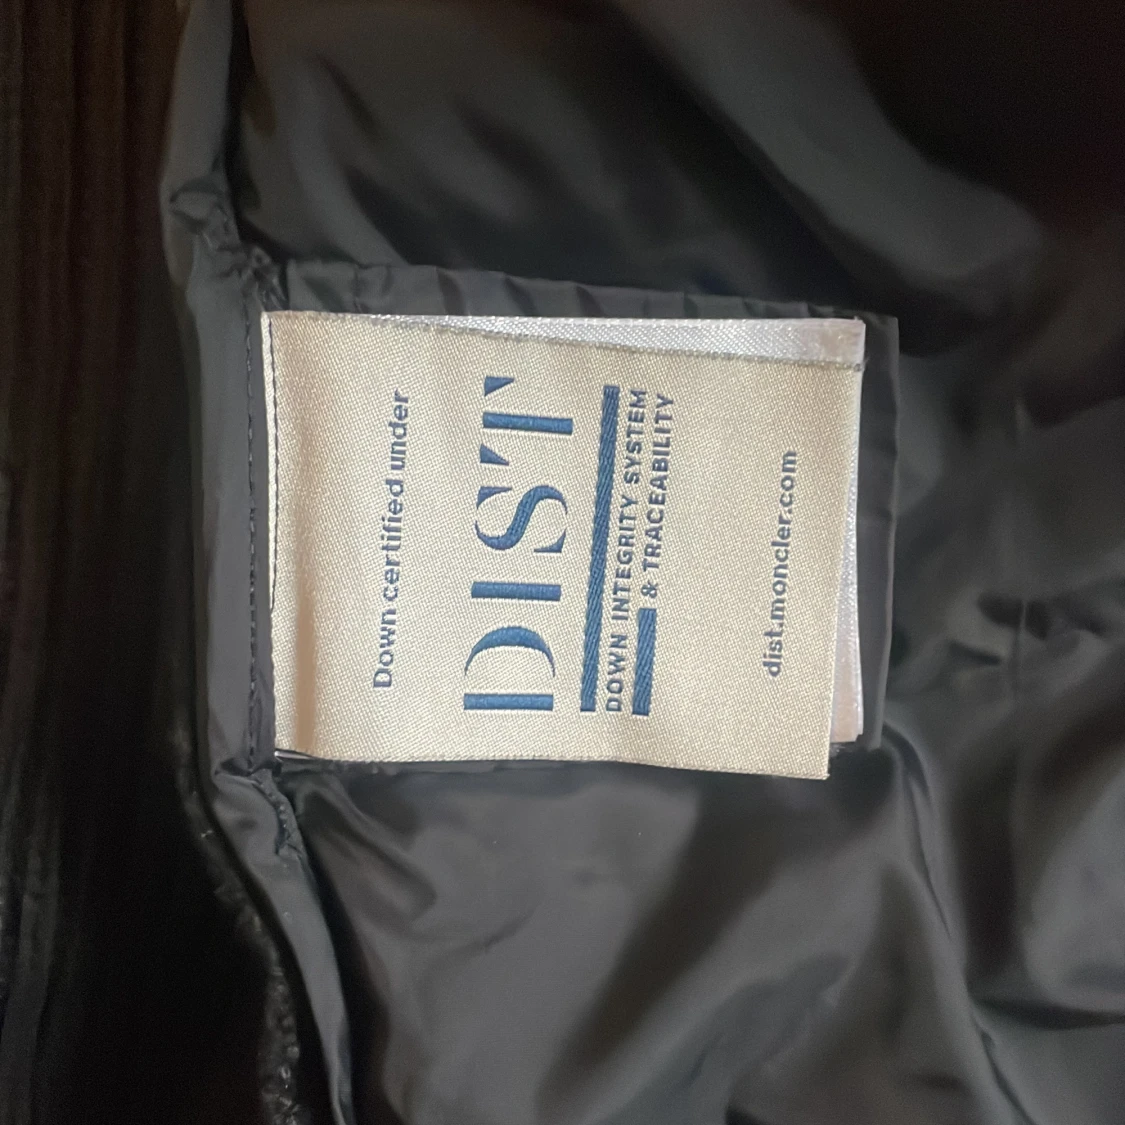 Down certified under
DIST
DOWN INTEGRITY SYSTEM
& TRACEABILITY
dist.moncler.com